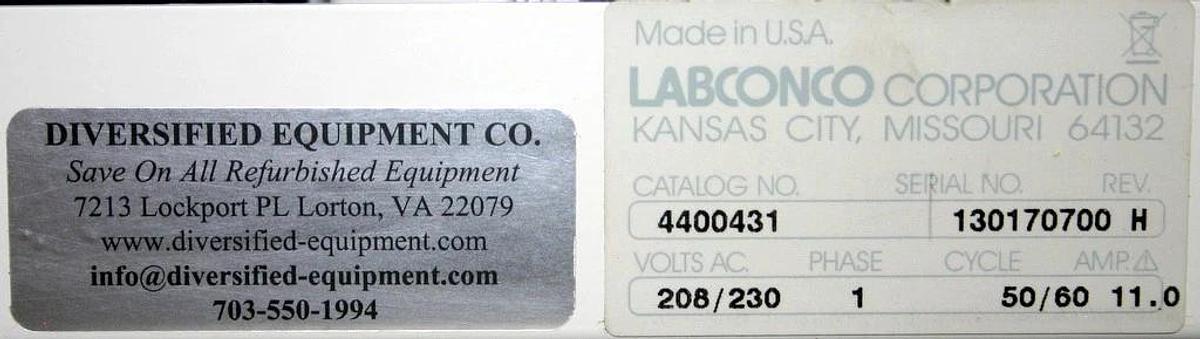 DIVERSIFIED EQUIPMENT CO.
Save On All Refurbished Equipment
7213 Lockport PL Lorton, VA 22079
www.diversified-equipment.com
info@diversified-equipment.com
703-550-1994
Made in U.S.A.
LABCONCO CORPORATION
KANSAS CITY, MISSOURI 64132
CATALOG NO. SERIAL NO. REV.
4400431 130170700 H
VOLTS AC. PHASE CYCLE AMP.
208/230 1 50/60 11.0